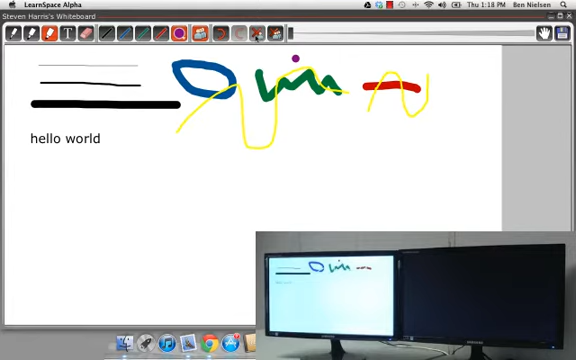 LearnSpace Alpha
Thu 1:18 PM Ben Nielsen
Steven Harris's Whiteboard
T
hello world